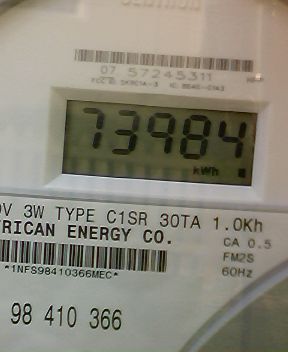 07 57245311
73984
kWh
V 3W TYPE C1SR 30TA 1.0Kh
RICAN ENERGY CO.
CA 0.5
FM2S
60Hz
*1NFS98410366MEC*
98 410 366